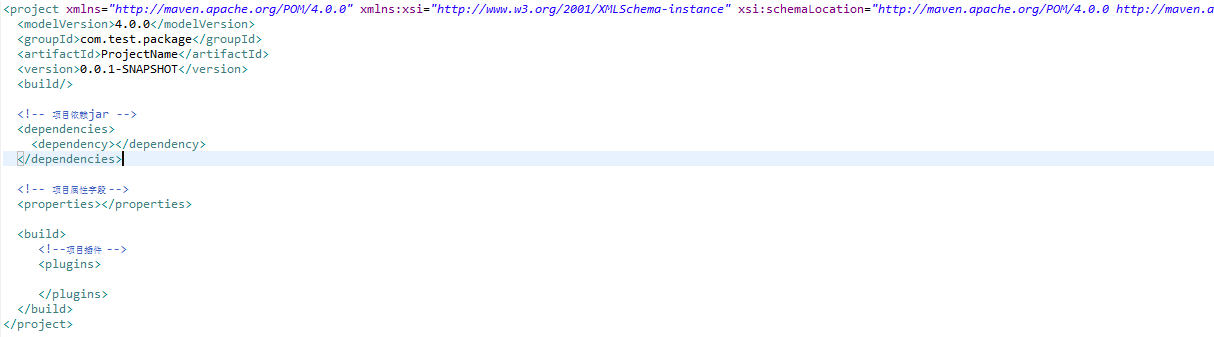 <project xmlns="http://maven.apache.org/POM/4.0.0" xmlns:xsi="http://www.w3.org/2001/XMLSchema-instance" xsi:schemaLocation="http://maven.apache.org/POM/4.0.0 http://maven.a
<modelVersion>4.0.0</modelVersion>
<groupId>com.test.package</groupId>
<artifactId>ProjectName</artifactId>
<version>0.0.1-SNAPSHOT</version>
<build/>
<!-- 项目依赖jar -->
<dependencies>
<dependency></dependency>
</dependencies>
<!-- 项目属性字段-->
<properties></properties>
<build>
<!--项目插件 -->
<plugins>
</plugins>
</build>
</project>